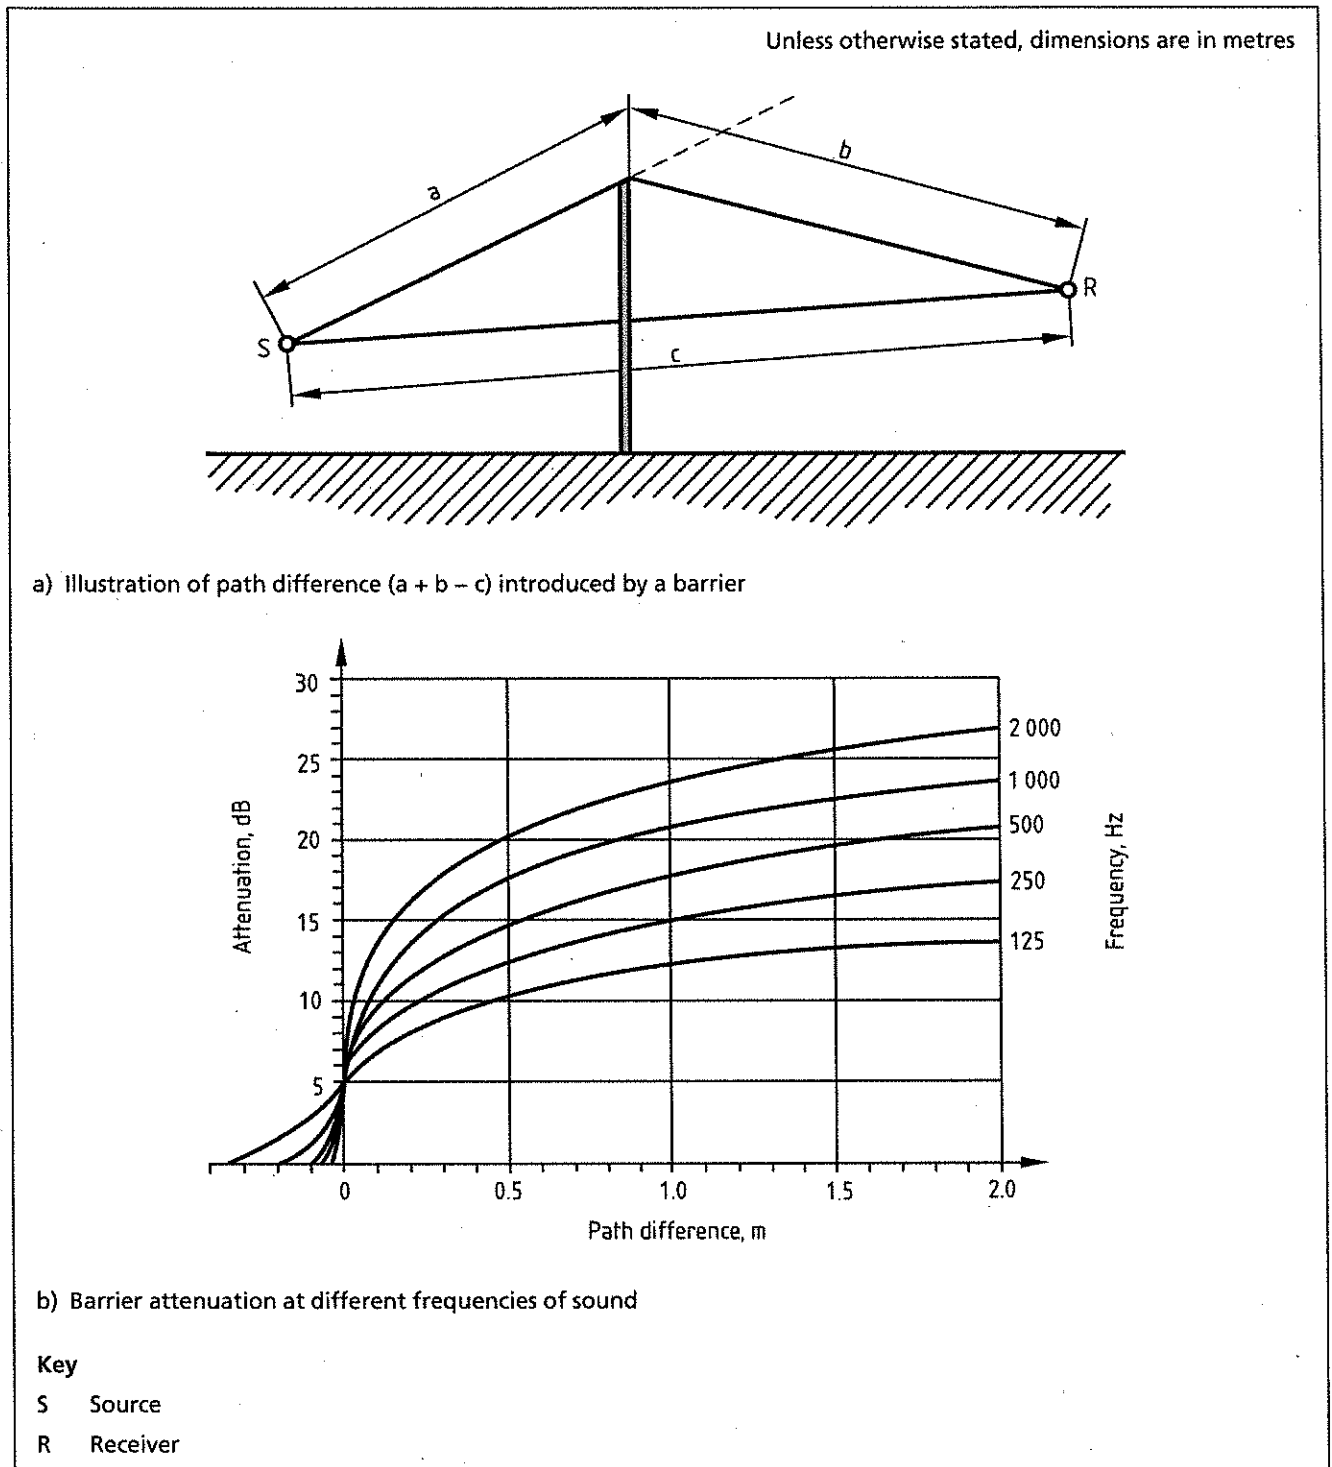 Unless otherwise stated, dimensions are in metres
a
b
S
R
c
a) Illustration of path difference (a + b – c) introduced by a barrier
30
25
20
15
10
5
Attenuation, dB
2 000
1 000
500
250
125
Frequency, Hz
0 0.5 1.0 1.5 2.0
Path difference, m
b) Barrier attenuation at different frequencies of sound
Key
S Source
R Receiver